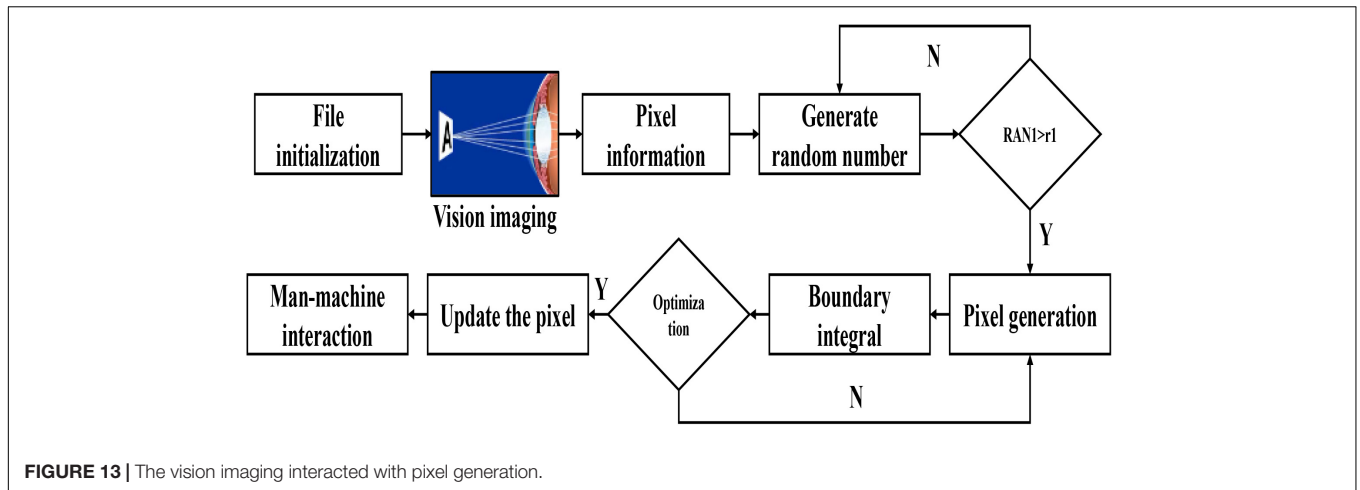 File
initialization
A
Vision imaging
Pixel
information
Generate
random number
N
RAN1>r1
Y
Pixel generation
Boundary
integral
Optimiza
tion
N
Y
Update the pixel
Man-machine
interaction
FIGURE 13 | The vision imaging interacted with pixel generation.